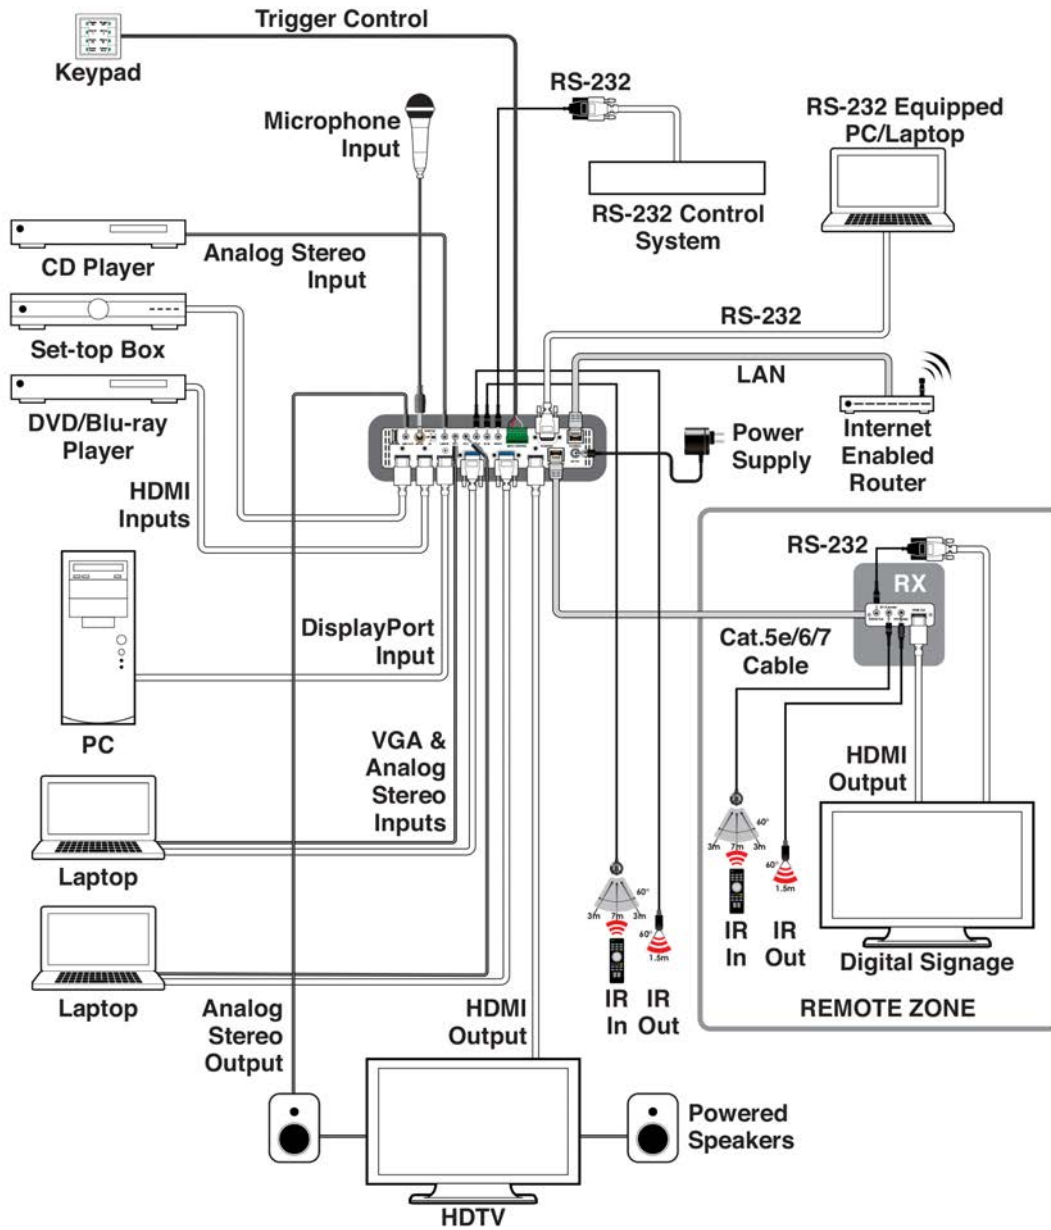 Trigger Control
Keypad
RS-232
RS-232 Equipped
PC/Laptop
Microphone
Input
RS-232 Control
System
CD Player
Analog Stereo
Input
Set-top Box
RS-232
LAN
DVD/Blu-ray
Player
Power
Supply
Internet
Enabled
Router
HDMI
Inputs
RS-232
RX
DisplayPort
Input
Cat.5e/6/7
Cable
PC
VGA &
Analog
Stereo
Inputs
HDMI
Output
60°
3m 7m 3m
60°
1.5m
Laptop
60°
3m 7m 3m
60°
1.5m
IR
In
IR
Out
Digital Signage
Laptop
IR
In
IR
Out
REMOTE ZONE
Analog
Stereo
Output
HDMI
Output
Powered
Speakers
HDTV